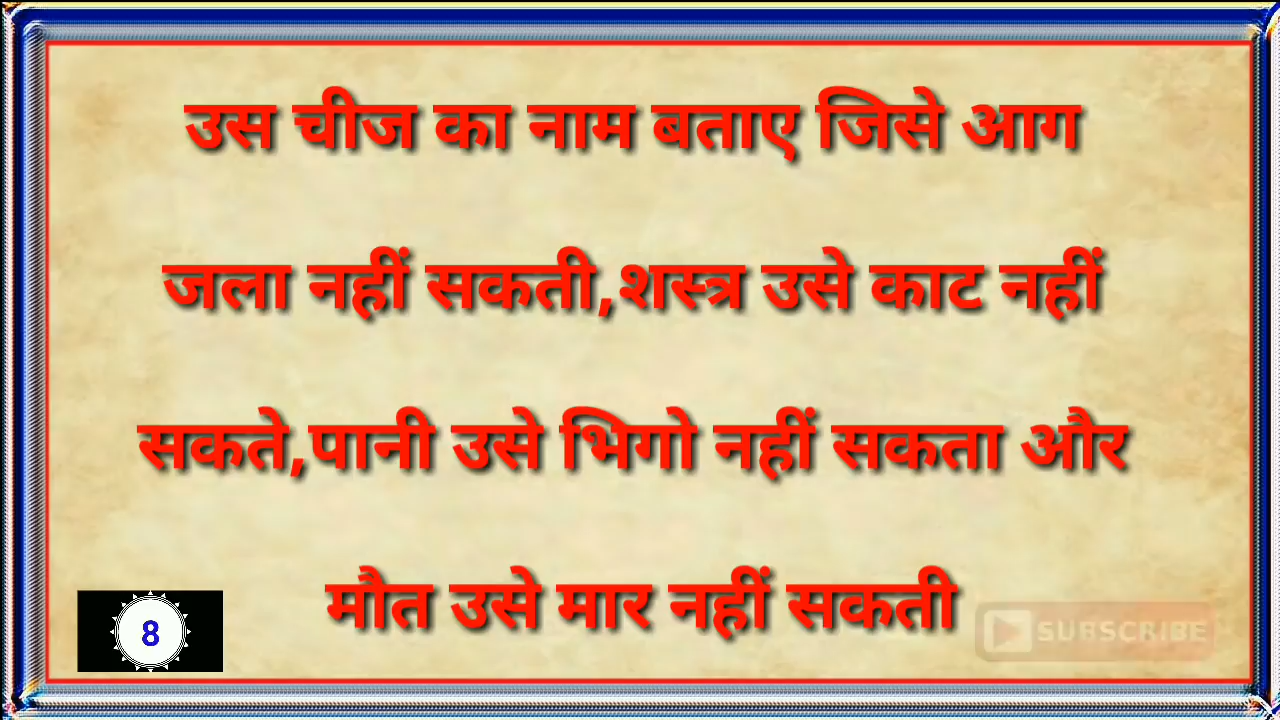 उस चीज का नाम बताए जिसे आग
जला नहीं सकती,शस्त्र उसे काट नहीं
सकते,पानी उसे भिगो नहीं सकता और
मौत उसे मार नहीं सकती
8
SUBSCRIBE